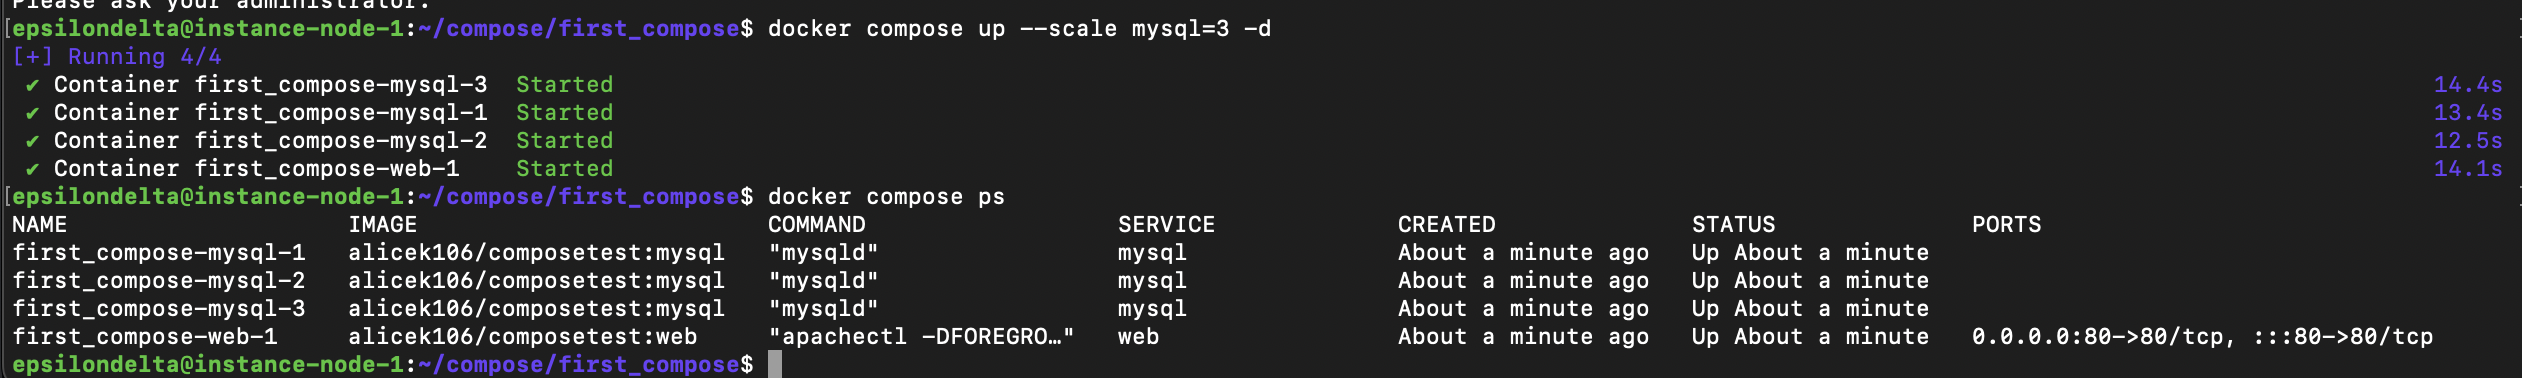 Please ask your administrator.
[epsilondelta@instance-node-1:~/compose/first_compose$ docker compose up --scale mysql=3 -d
[+] Running 4/4
✔ Container first_compose-mysql-3  Started 14.4s
✔ Container first_compose-mysql-1  Started 13.4s
✔ Container first_compose-mysql-2  Started 12.5s
✔ Container first_compose-web-1    Started 14.1s
[epsilondelta@instance-node-1:~/compose/first_compose$ docker compose ps
NAME IMAGE COMMAND SERVICE CREATED STATUS PORTS
first_compose-mysql-1 alicek106/composetest:mysql "mysqld" mysql About a minute ago Up About a minute
first_compose-mysql-2 alicek106/composetest:mysql "mysqld" mysql About a minute ago Up About a minute
first_compose-mysql-3 alicek106/composetest:mysql "mysqld" mysql About a minute ago Up About a minute
first_compose-web-1 alicek106/composetest:web "apachectl -DFOREGRO…" web About a minute ago Up About a minute 0.0.0.0:80->80/tcp, :::80->80/tcp
epsilondelta@instance-node-1:~/compose/first_compose$